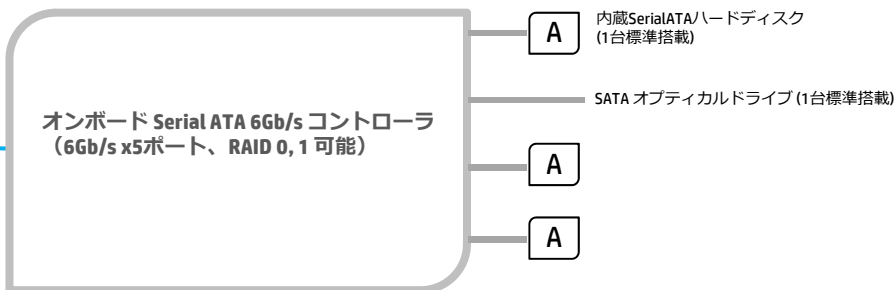 A
内蔵SerialATAハードディスク
(1台標準搭載)
SATA オプティカルドライブ (1台標準搭載)
オンボード Serial ATA 6Gb/s コントローラ
（6Gb/s x5ポート、RAID 0, 1 可能）
A
A